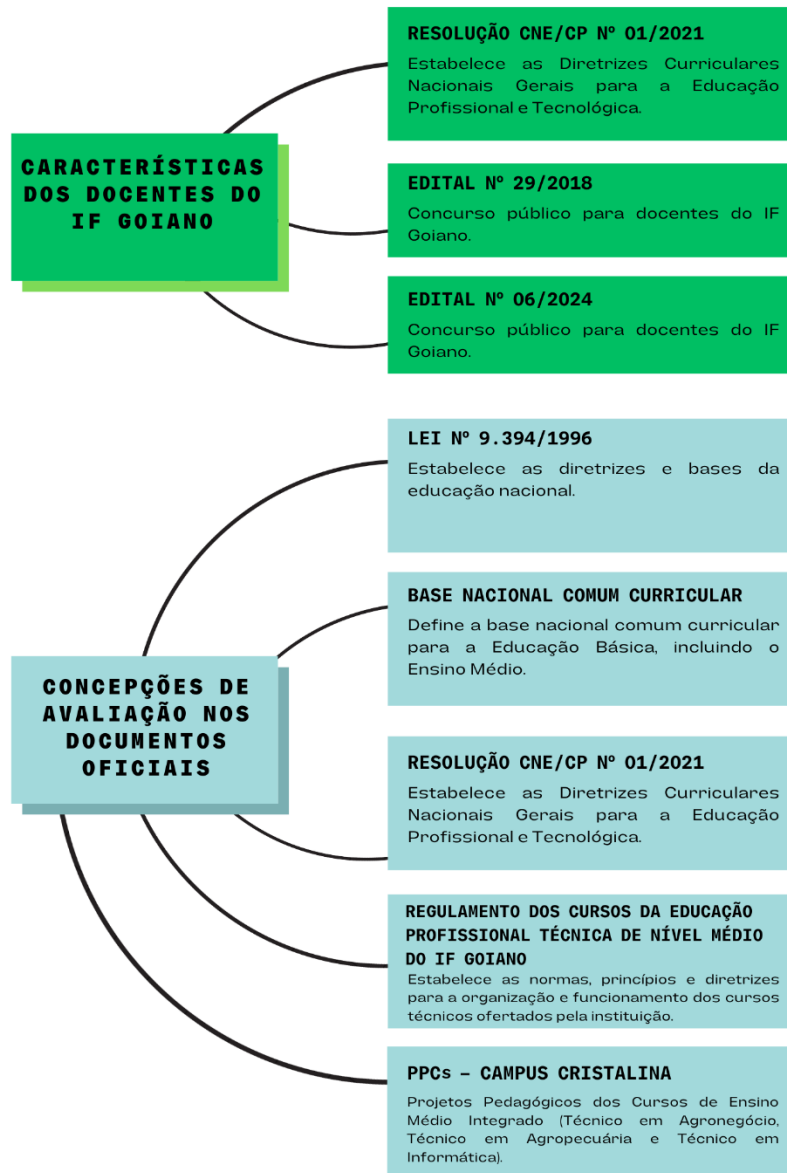 RESOLUÇÃO CNE/CP Nº 01/2021
Estabelece as Diretrizes Curriculares
Nacionais Gerais para a Educação
Profissional e Tecnológica.
CARACTERÍSTICAS
DOS DOCENTES DO
IF GOIANO
EDITAL Nº 29/2018
Concurso público para docentes do IF
Goiano.
EDITAL Nº 06/2024
Concurso público para docentes do IF
Goiano.
LEI Nº 9.394/1996
Estabelece as diretrizes e bases da
educação nacional.
BASE NACIONAL COMUM CURRICULAR
Define a base nacional comum curricular
para a Educação Básica, incluindo o
Ensino Médio.
CONCEPÇÕES DE
AVALIAÇÃO NOS
DOCUMENTOS
OFICIAIS
RESOLUÇÃO CNE/CP Nº 01/2021
Estabelece as Diretrizes Curriculares
Nacionais Gerais para a Educação
Profissional e Tecnológica.
REGULAMENTO DOS CURSOS DA EDUCAÇÃO
PROFISSIONAL TÉCNICA DE NÍVEL MÉDIO
DO IF GOIANO
Estabelece as normas, princípios e diretrizes
para a organização e funcionamento dos cursos
técnicos ofertados pela instituição.
PPCs – CAMPUS CRISTALINA
Projetos Pedagógicos dos Cursos de Ensino
Médio Integrado (Técnico em Agronegócio,
Técnico em Agropecuária e Técnico em
Informática).